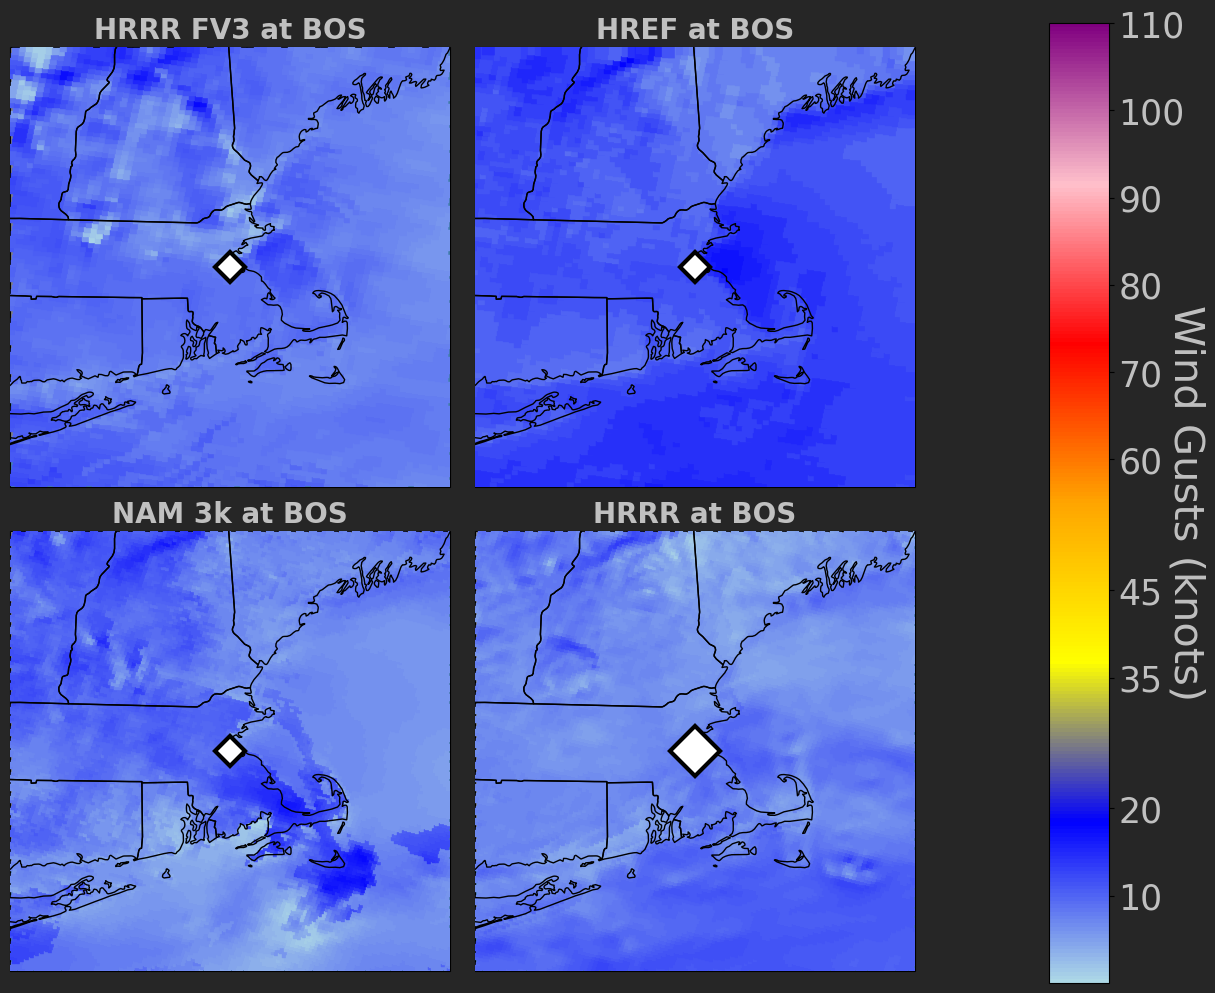 HRRR FV3 at BOS
HREF at BOS
NAM 3k at BOS
HRRR at BOS
110
100
90
80
70
60
45
35
20
10
Wind Gusts (knots)